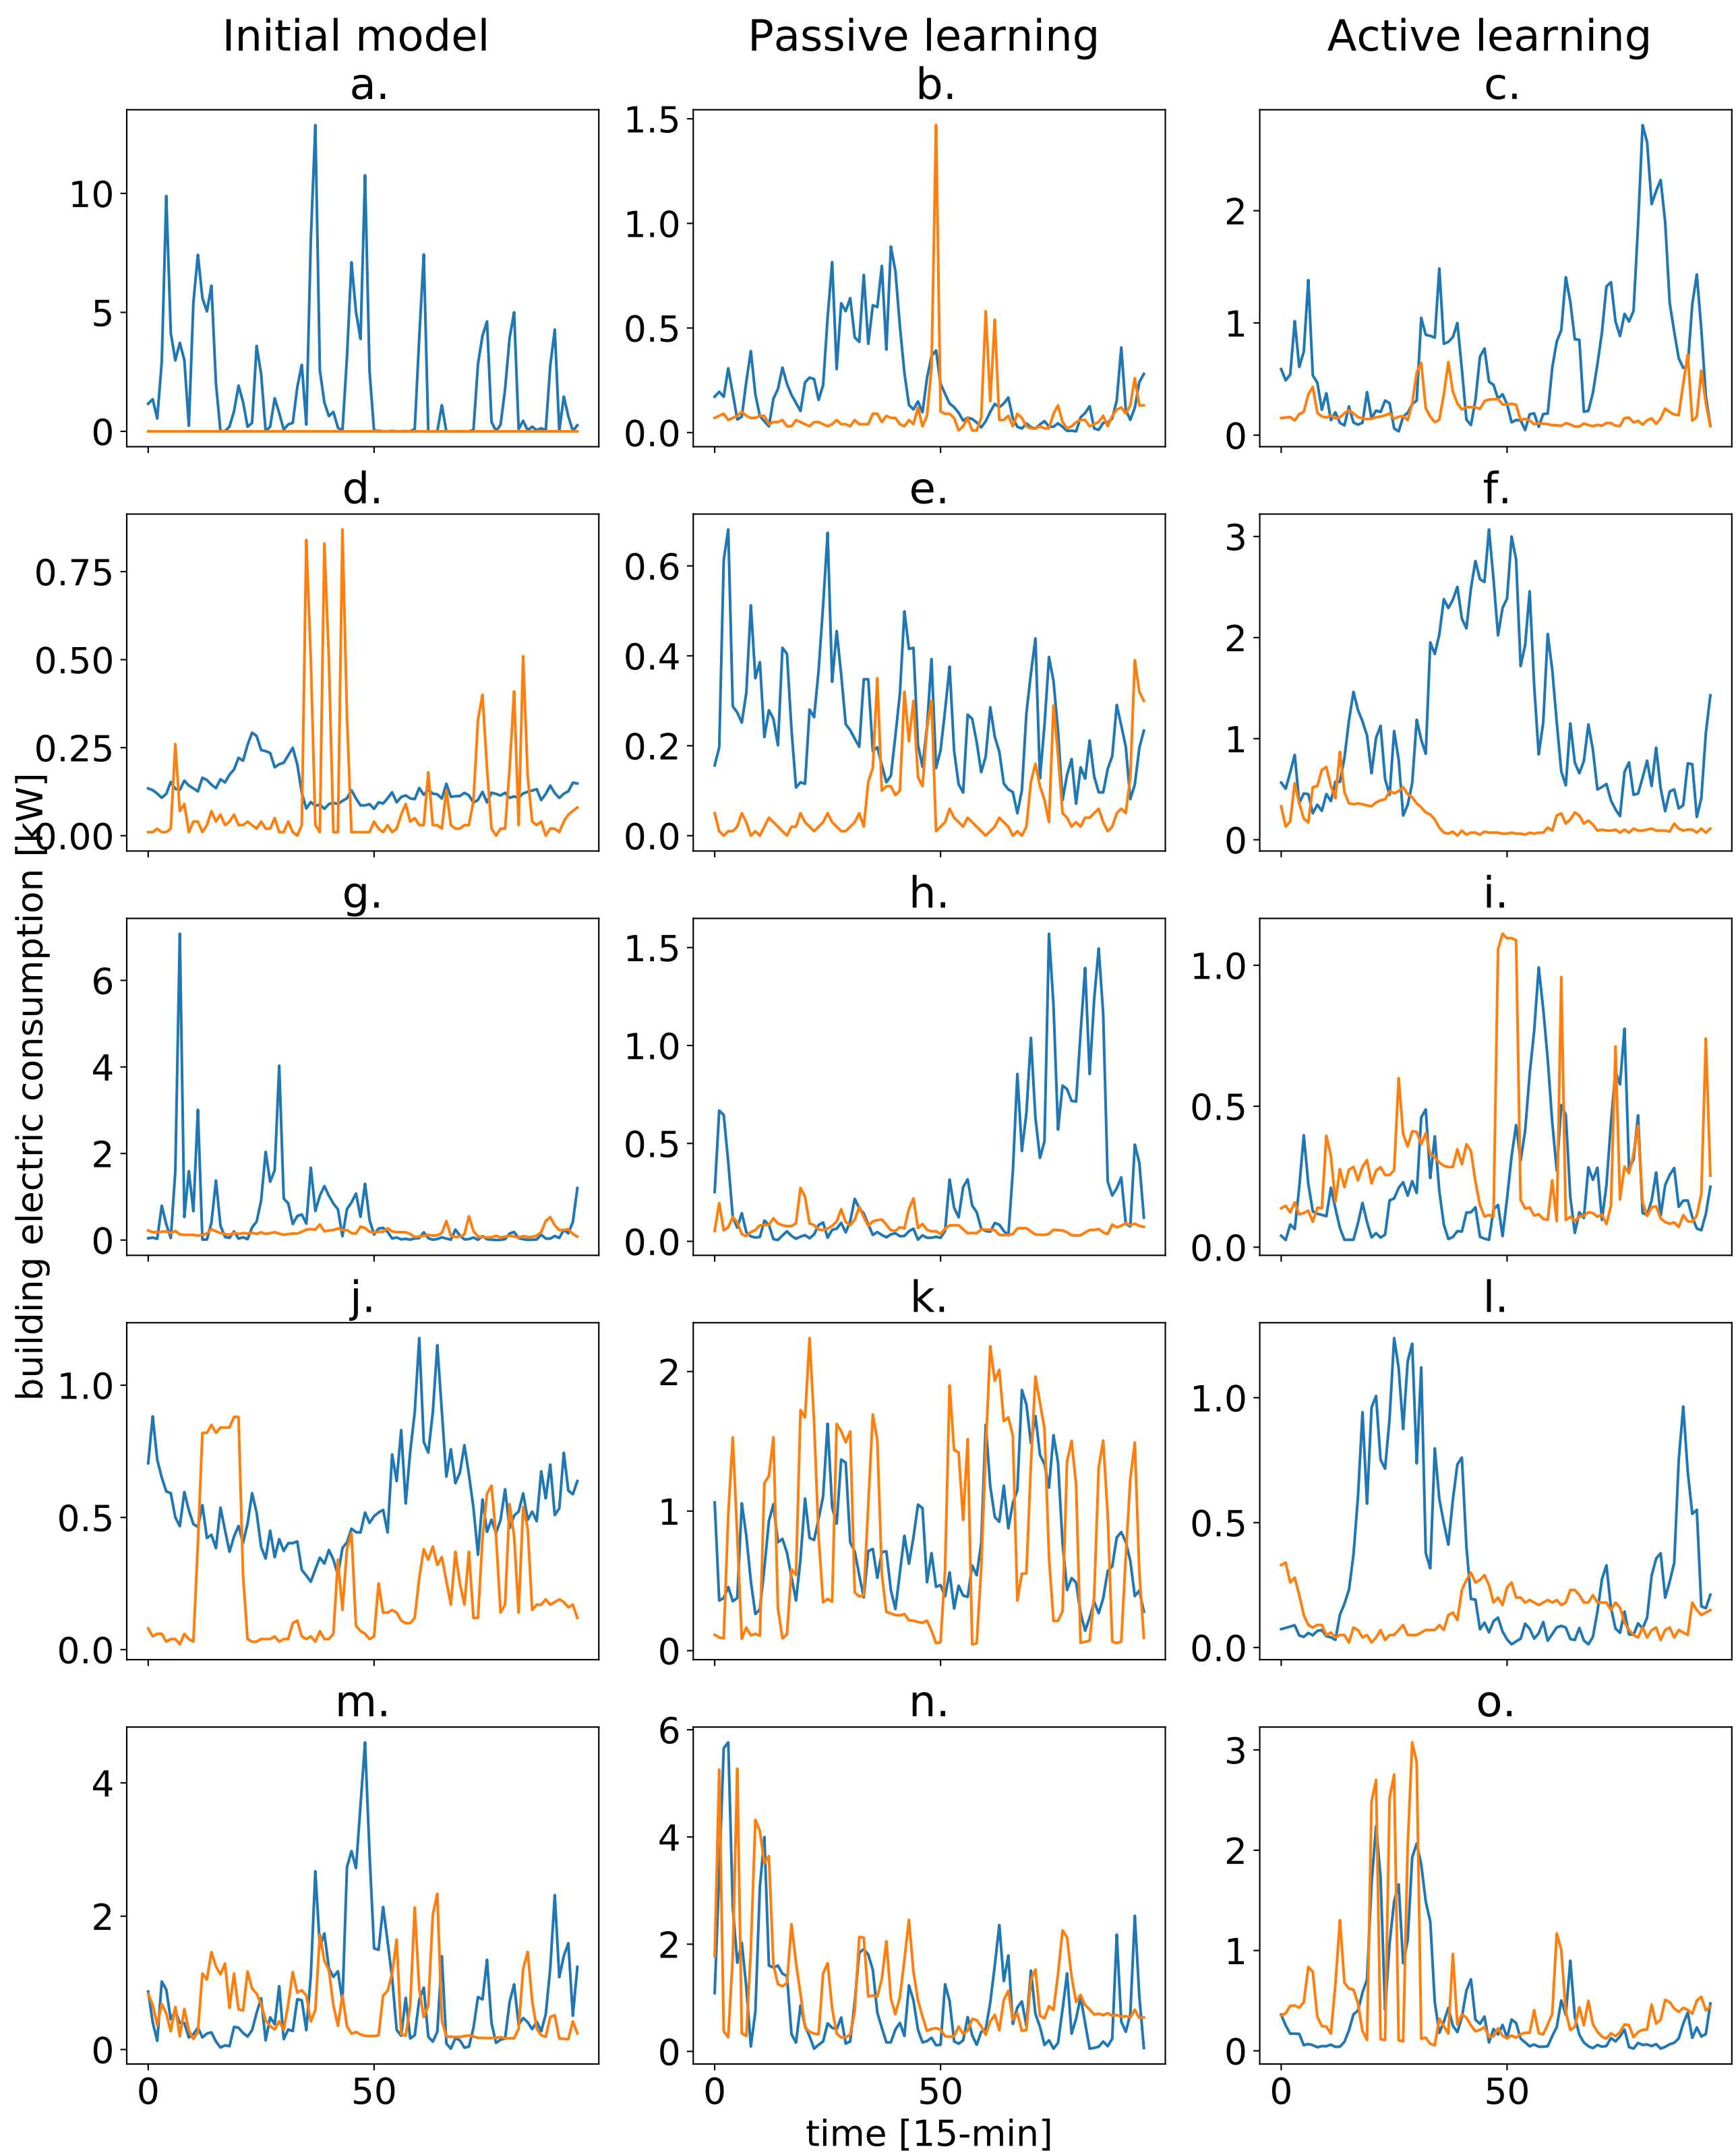 Initial model
Passive learning
Active learning
a.
b.
c.
10
5
0
1.5
1.0
0.5
0.0
2
1
0
d.
e.
f.
0.75
0.50
0.25
0.00
0.6
0.4
0.2
0.0
3
2
1
0
building electric consumption [kW]
g.
h.
i.
6
4
2
0
1.5
1.0
0.5
0.0
1.0
0.5
0.0
j.
k.
l.
1.0
0.5
0.0
2
1
0
1.0
0.5
0.0
m.
n.
o.
4
2
0
6
4
2
0
3
2
1
0
0 50
0 50
0 50
time [15-min]